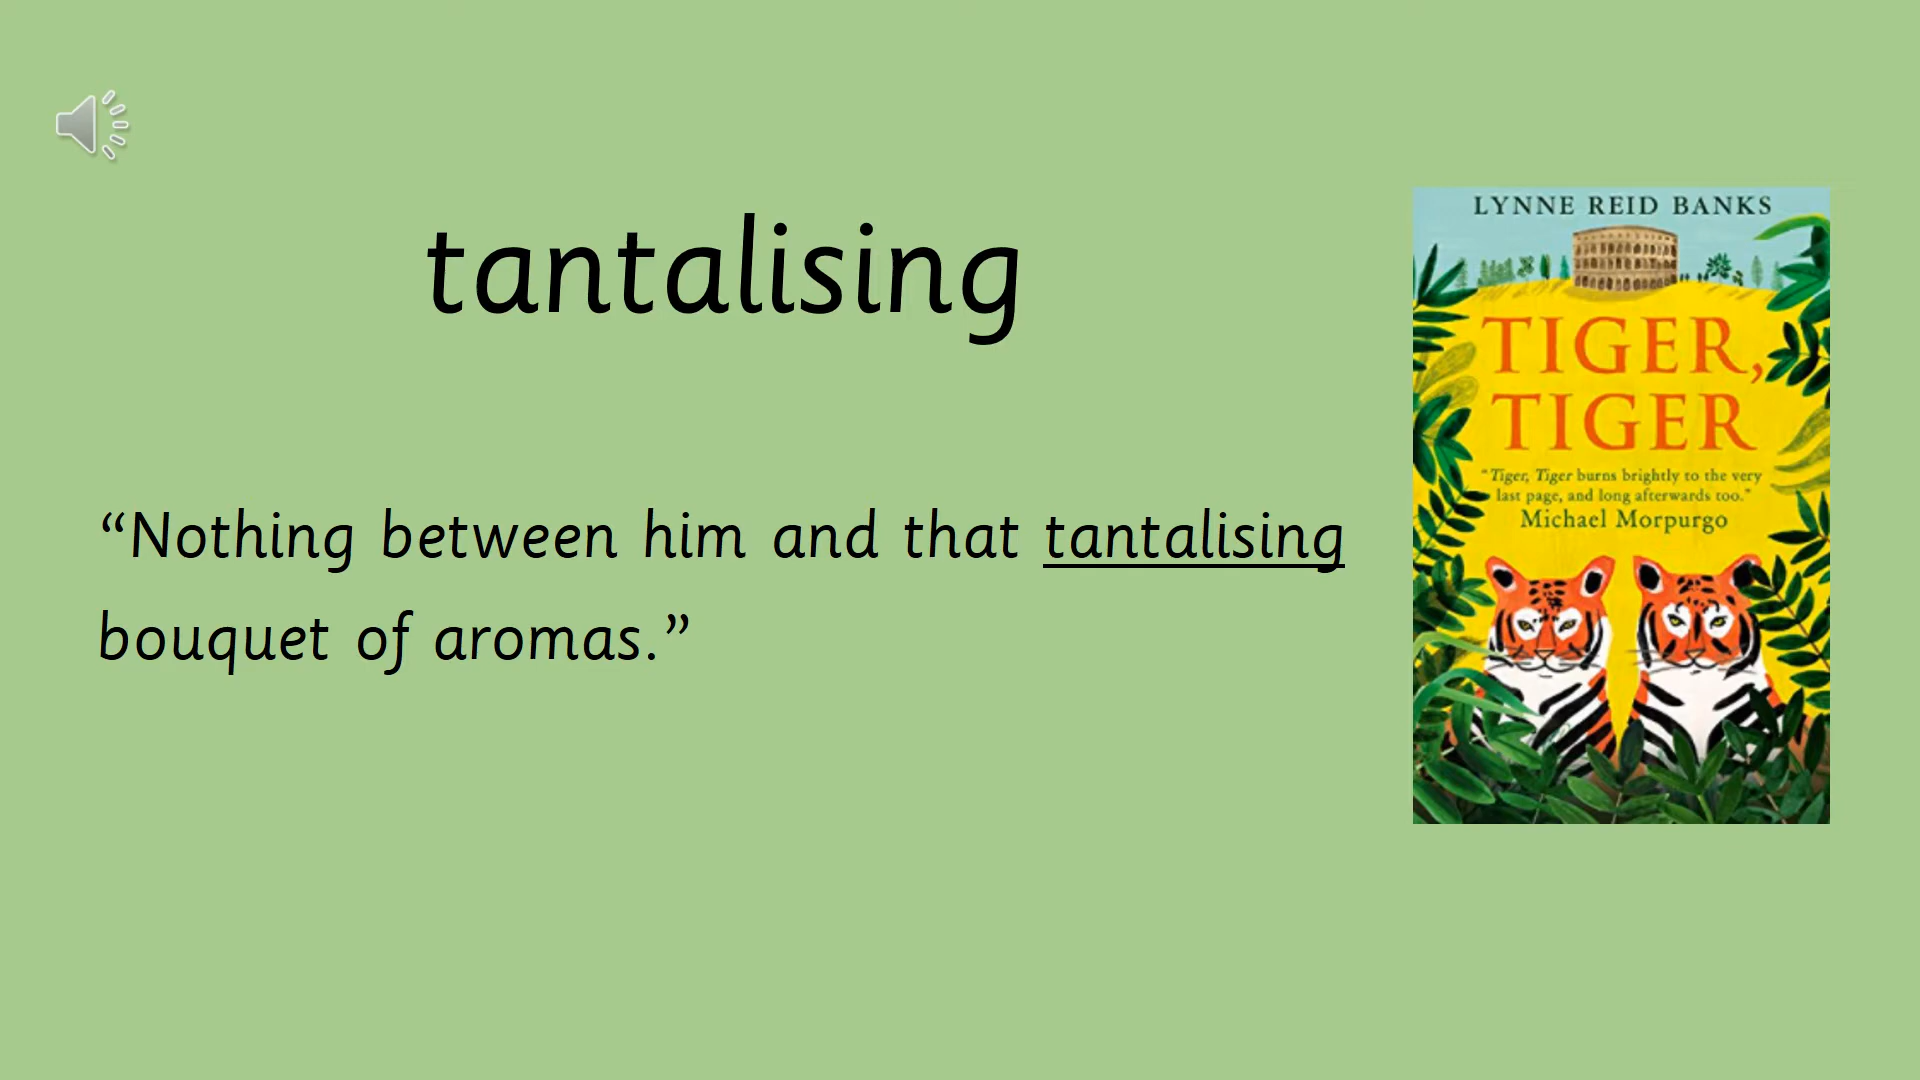 tantalising
“Nothing between him and that tantalising
bouquet of aromas.”
LYNNE REID BANKS
TIGER,
TIGER
“Tiger, Tiger burns brightly to the very
last page, and long afterwards too.”
Michael Morpurgo